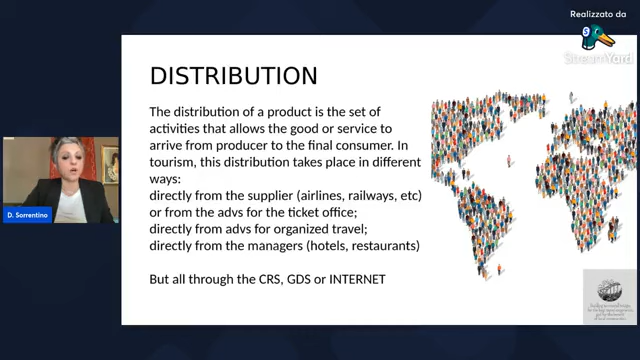 Realizzato da
StreamYard
DISTRIBUTION
The distribution of a product is the set of
activities that allows the good or service to
arrive from producer to the final consumer. In
tourism, this distribution takes place in different
ways:
directly from the supplier (airlines, railways, etc)
or from the advs for the ticket office;
directly from advs for organized travel;
directly from the managers (hotels, restaurants)
But all through the CRS, GDS or INTERNET
D. Sorrentino